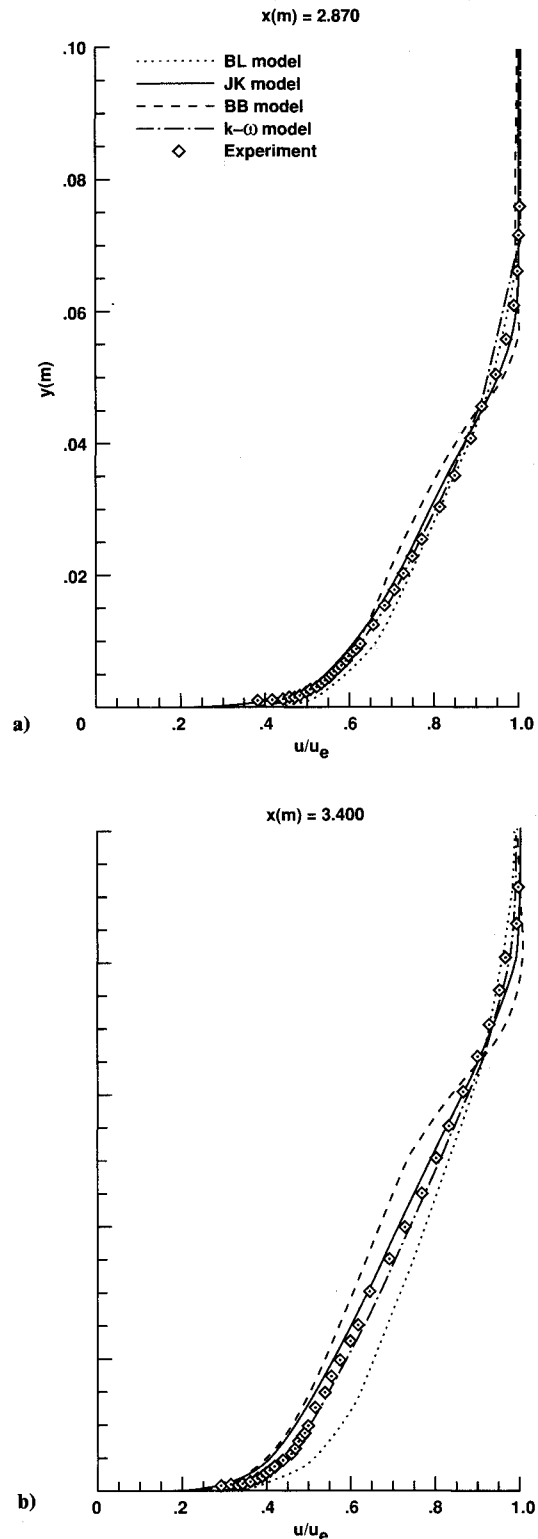 x(m) = 2.870
.10
BL model
JK model
BB model
k-ω model
Experiment
.08
.06
y(m)
.04
.02
a)
0
.2
.4
.6
.8
1.0
u/ue
x(m) = 3.400
b)
0
.2
.4
.6
.8
1.0
u/ue